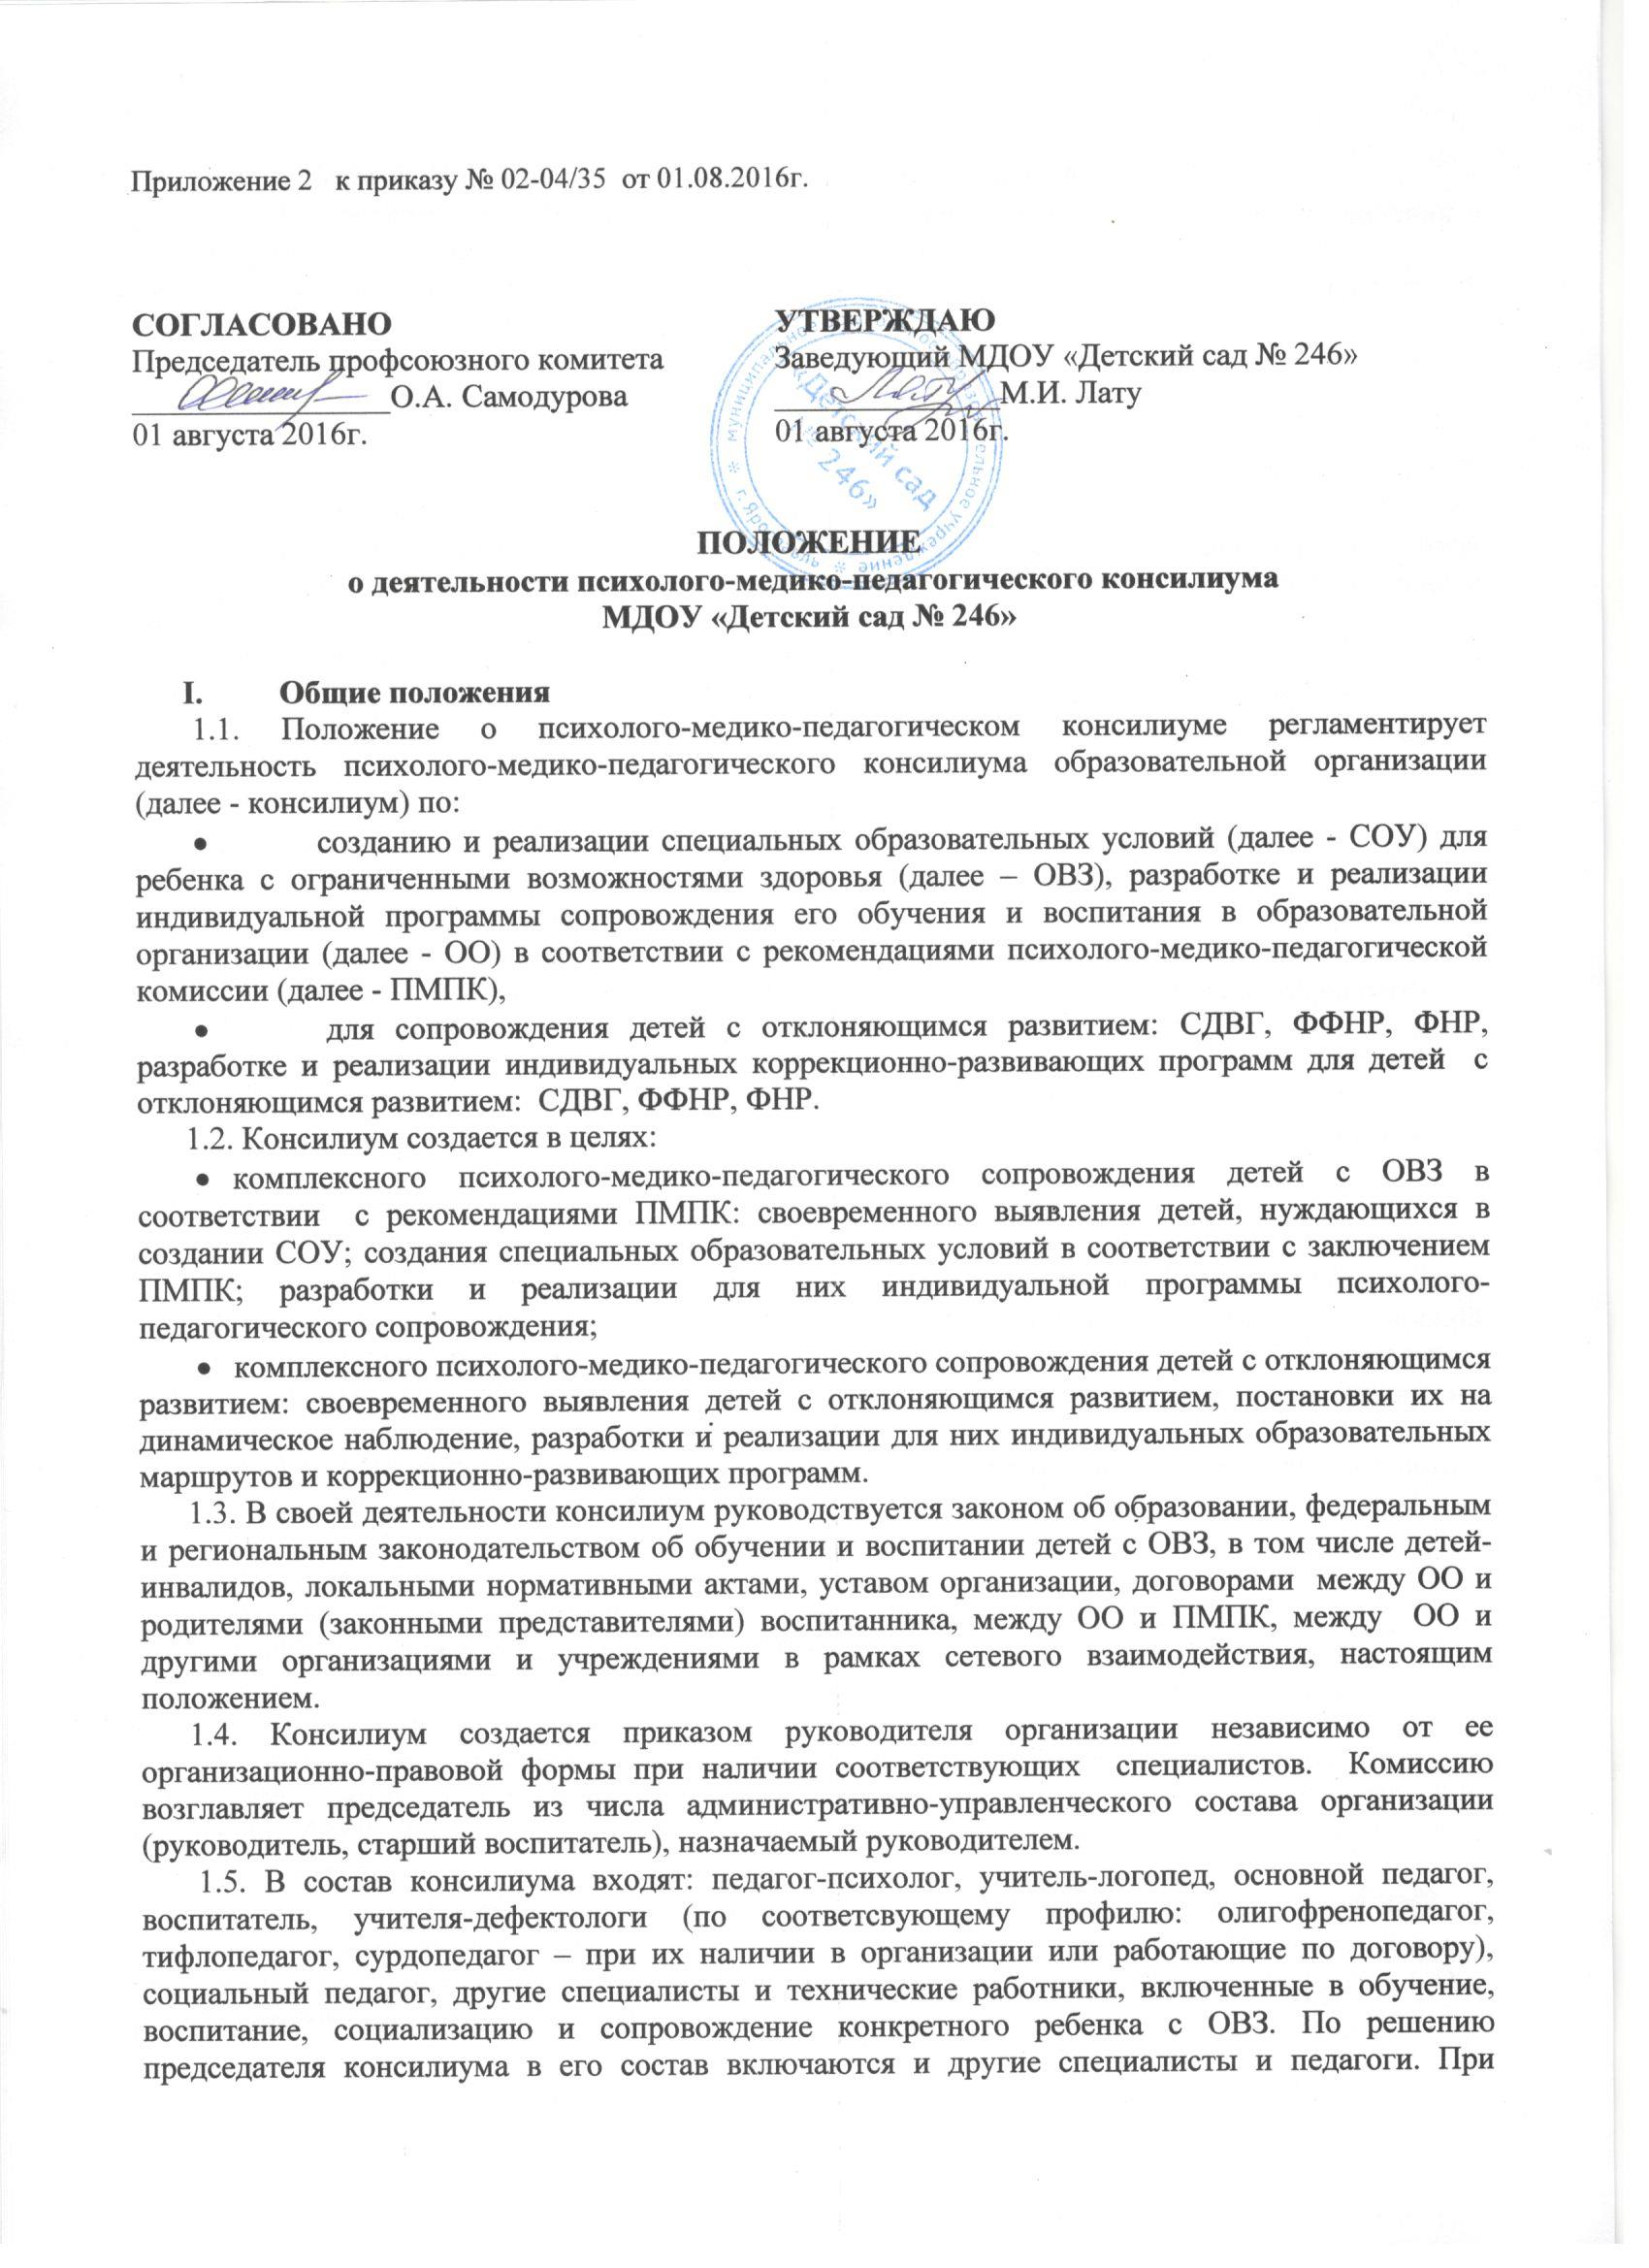 Приложение 2 к приказу № 02-04/35 от 01.08.2016г.
СОГЛАСОВАНО
Председатель профсоюзного комитета
О.А. Самодурова
01 августа 2016г.
УТВЕРЖДАЮ
Заведующий МДОУ «Детский сад № 246»
М.И. Лату
01 августа 2016г.
«Детский сад
№ 246»
ПОЛОЖЕНИЕ
о деятельности психолого-медико-педагогического консилиума
МДОУ «Детский сад № 246»
I. Общие положения
1.1. Положение о психолого-медико-педагогическом консилиуме регламентирует
деятельность психолого-медико-педагогического консилиума образовательной организации
(далее - консилиум) по:
• созданию и реализации специальных образовательных условий (далее - СОУ) для
ребенка с ограниченными возможностями здоровья (далее – ОВЗ), разработке и реализации
индивидуальной программы сопровождения его обучения и воспитания в образовательной
организации (далее - ОО) в соответствии с рекомендациями психолого-медико-педагогической
комиссии (далее - ПМПК),
• для сопровождения детей с отклоняющимся развитием: СДВГ, ФФНР, ФНР,
разработке и реализации индивидуальных коррекционно-развивающих программ для детей с
отклоняющимся развитием: СДВГ, ФФНР, ФНР.
1.2. Консилиум создается в целях:
• комплексного психолого-медико-педагогического сопровождения детей с ОВЗ в
соответствии с рекомендациями ПМПК: своевременного выявления детей, нуждающихся в
создании СОУ; создания специальных образовательных условий в соответствии с заключением
ПМПК; разработки и реализации для них индивидуальной программы психолого-
педагогического сопровождения;
• комплексного психолого-медико-педагогического сопровождения детей с отклоняющимся
развитием: своевременного выявления детей с отклоняющимся развитием, постановки их на
динамическое наблюдение, разработки и реализации для них индивидуальных образовательных
маршрутов и коррекционно-развивающих программ.
1.3. В своей деятельности консилиум руководствуется законом об образовании, федеральным
и региональным законодательством об обучении и воспитании детей с ОВЗ, в том числе детей-
инвалидов, локальными нормативными актами, уставом организации, договорами между ОО и
родителями (законными представителями) воспитанника, между ОО и ПМПК, между ОО и
другими организациями и учреждениями в рамках сетевого взаимодействия, настоящим
положением.
1.4. Консилиум создается приказом руководителя организации независимо от ее
организационно-правовой формы при наличии соответствующих специалистов. Комиссию
возглавляет председатель из числа административно-управленческого состава организации
(руководитель, старший воспитатель), назначаемый руководителем.
1.5. В состав консилиума входят: педагог-психолог, учитель-логопед, основной педагог,
воспитатель, учителя-дефектологи (по соответсвующему профилю: олигофренопедагог,
тифлопедагог, сурдопедагог – при их наличии в организации или работающие по договору),
социальный педагог, другие специалисты и технические работники, включенные в обучение,
воспитание, социализацию и сопровождение конкретного ребенка с ОВЗ. По решению
председателя консилиума в его состав включаются и другие специалисты и педагоги. При